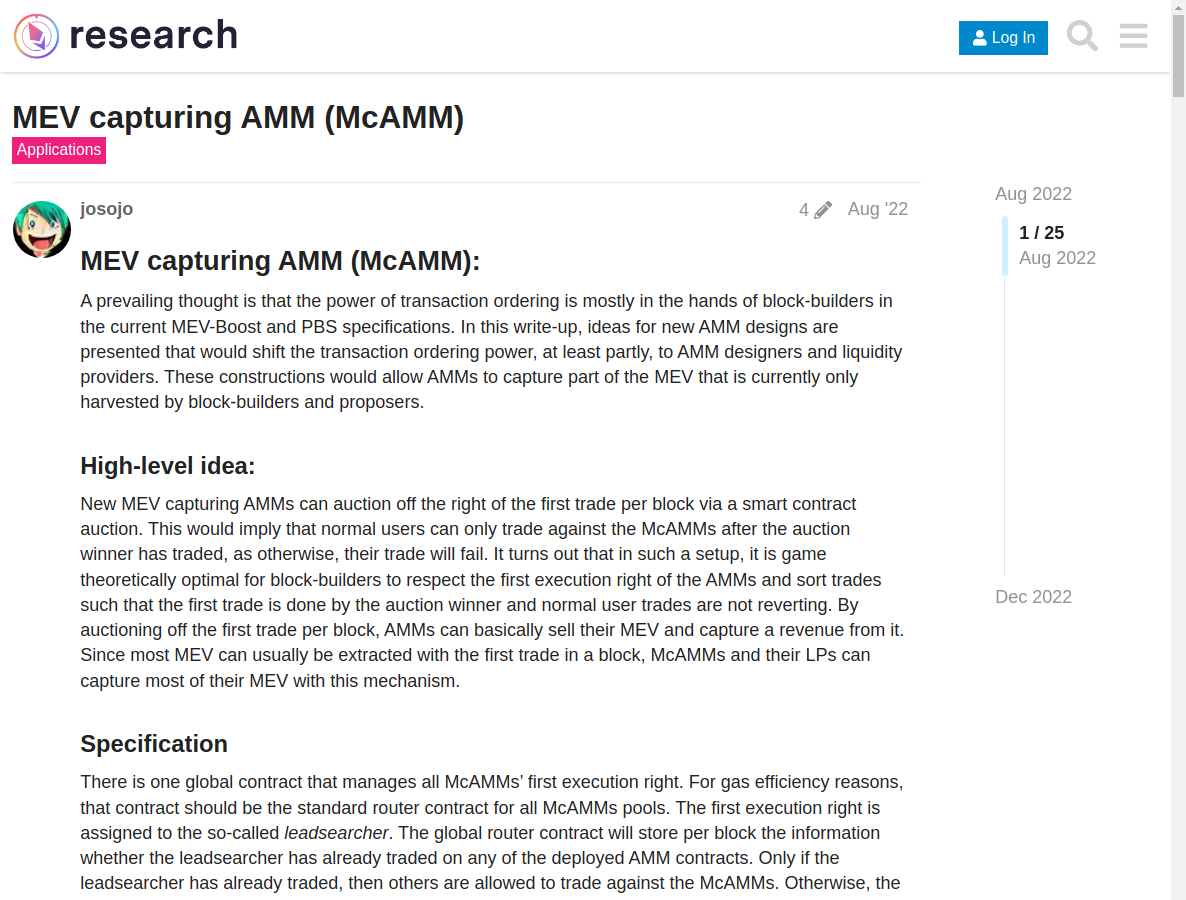 research
Log In
MEV capturing AMM (McAMM)
Applications
josojo
4
Aug '22
Aug 2022
1 / 25
Aug 2022
MEV capturing AMM (McAMM):
A prevailing thought is that the power of transaction ordering is mostly in the hands of block-builders in
the current MEV-Boost and PBS specifications. In this write-up, ideas for new AMM designs are
presented that would shift the transaction ordering power, at least partly, to AMM designers and liquidity
providers. These constructions would allow AMMs to capture part of the MEV that is currently only
harvested by block-builders and proposers.
High-level idea:
New MEV capturing AMMs can auction off the right of the first trade per block via a smart contract
auction. This would imply that normal users can only trade against the McAMMs after the auction
winner has traded, as otherwise, their trade will fail. It turns out that in such a setup, it is game
theoretically optimal for block-builders to respect the first execution right of the AMMs and sort trades
such that the first trade is done by the auction winner and normal user trades are not reverting. By
auctioning off the first trade per block, AMMs can basically sell their MEV and capture a revenue from it.
Since most MEV can usually be extracted with the first trade in a block, McAMMs and their LPs can
capture most of their MEV with this mechanism.
Dec 2022
Specification
There is one global contract that manages all McAMMs’ first execution right. For gas efficiency reasons,
that contract should be the standard router contract for all McAMMs pools. The first execution right is
assigned to the so-called leadsearcher. The global router contract will store per block the information
whether the leadsearcher has already traded on any of the deployed AMM contracts. Only if the
leadsearcher has already traded, then others are allowed to trade against the McAMMs. Otherwise, the